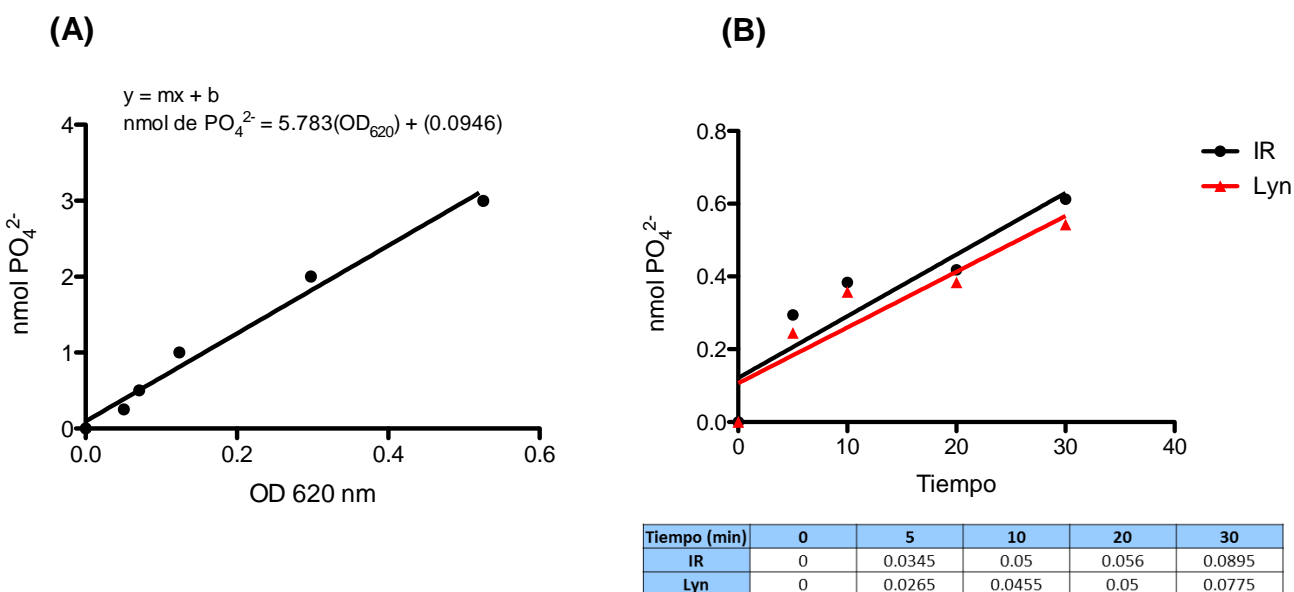 (A)
y = mx + b
nmol de PO₄²⁻ = 5.783(OD₆₂₀) + (0.0946)
nmol PO₄²⁻
4
3
2
1
0
0.0 0.2 0.4 0.6
OD 620 nm
(B)
nmol PO₄²⁻
0.8
0.6
0.4
0.2
0.0
0 10 20 30 40
Tiempo
IR
Lyn
Tiempo (min) 0 5 10 20 30
IR 0 0.0345 0.05 0.056 0.0895
Lyn 0 0.0265 0.0455 0.05 0.0775